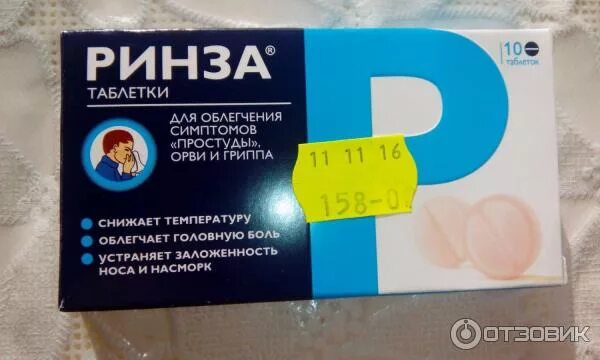 РИНЗА®
ТАБЛЕТКИ
ДЛЯ ОБЛЕГЧЕНИЯ
СИМПТОМОВ
«ПРОСТУДЫ»,
ОРВИ И ГРИППА
СНИЖАЕТ ТЕМПЕРАТУРУ
ОБЛЕГЧАЕТ ГОЛОВНУЮ БОЛЬ
УСТРАНЯЕТ ЗАЛОЖЕННОСТЬ
НОСА И НАСМОРК
Р
10
таблеток
11 11 16
158-0
ОТЗОВИК